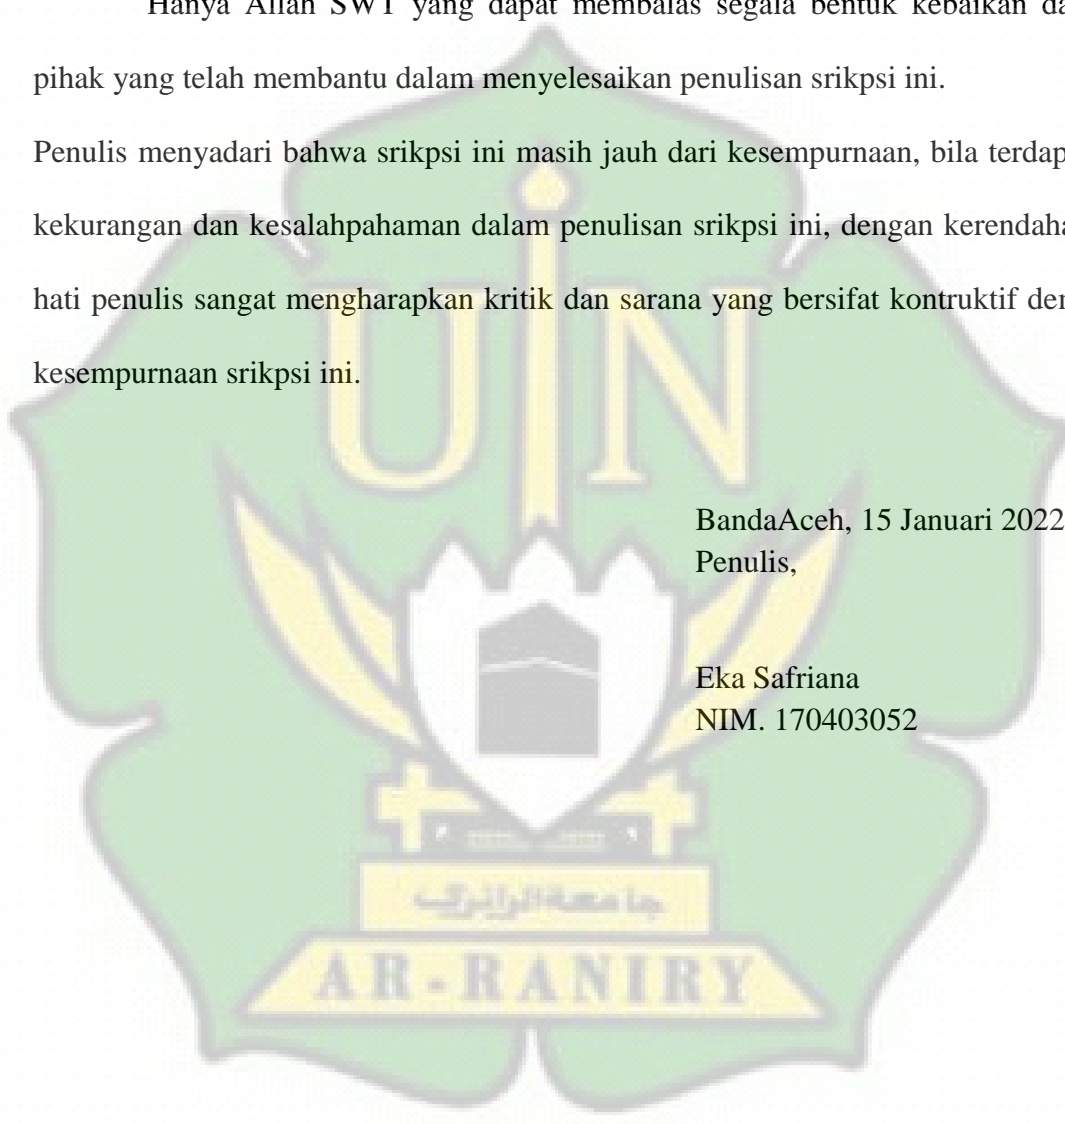 Hanya Allah SWT yang dapat membalas segala bentuk kebaikan da
pihak yang telah membantu dalam menyelesaikan penulisan srikpsi ini.
Penulis menyadari bahwa srikpsi ini masih jauh dari kesempurnaan, bila terdap
kekurangan dan kesalahpahaman dalam penulisan srikpsi ini, dengan kerendaha
hati penulis sangat mengharapkan kritik dan sarana yang bersifat kontruktif der
kesempurnaan srikpsi ini.
UIN
BandaAceh, 15 Januari 2022
Penulis,
Eka Safriana
NIM. 170403052
جامعة الرانري
AR-RANIRY